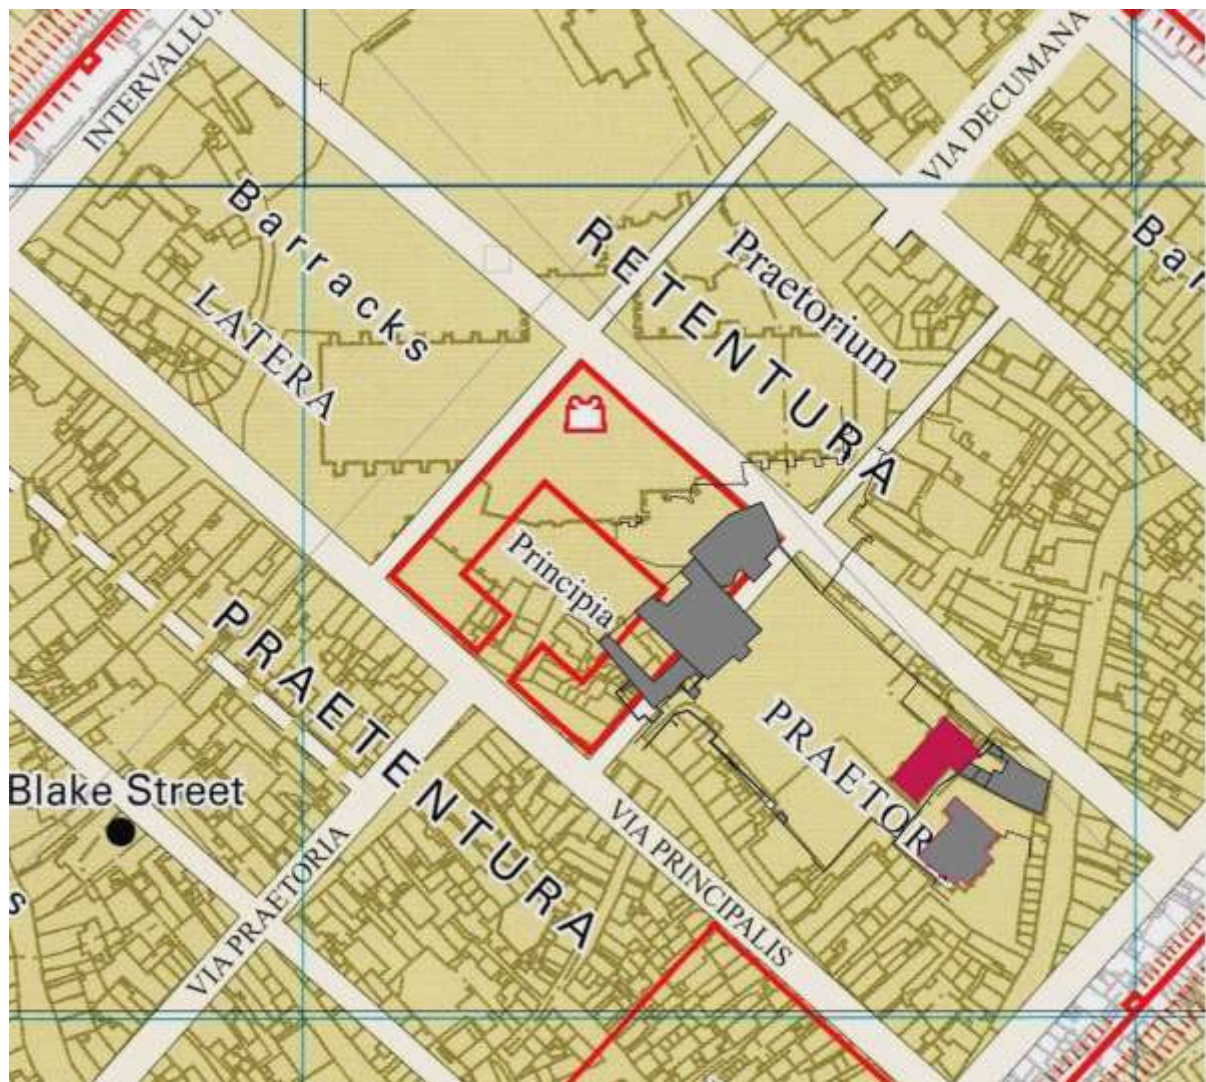 INTERVALLU
VIA DECUMANA
Barracks
LATERA
RETENTURA
Praetorium
Bar
Principia
PRAETENTURA
PRAETOR
Blake Street
s
VIA PRAETORIA
VIA PRINCIPALIS